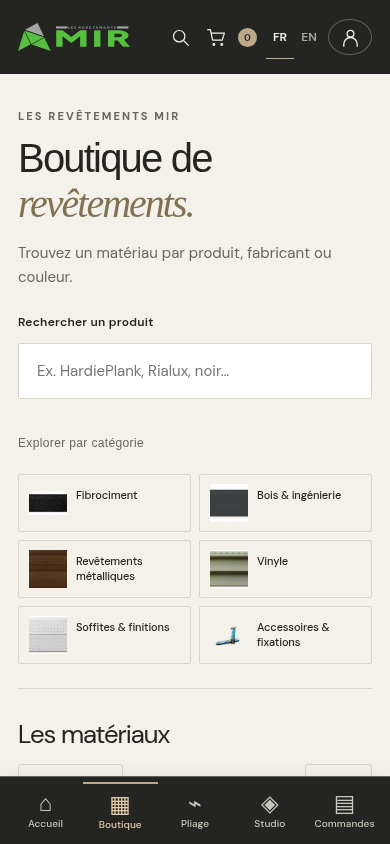 LES REVÊTEMENTS
MIR
0
FR
EN
LES REVÊTEMENTS MIR
Boutique de
revêtements.
Trouvez un matériau par produit, fabricant ou
couleur.
Rechercher un produit
Ex. HardiePlank, Rialux, noir...
Explorer par catégorie
Fibrociment
Bois & ingénierie
Revêtements
métalliques
Vinyle
Soffites & finitions
Accessoires &
fixations
Les matériaux
Accueil
Boutique
Pliage
Studio
Commandes